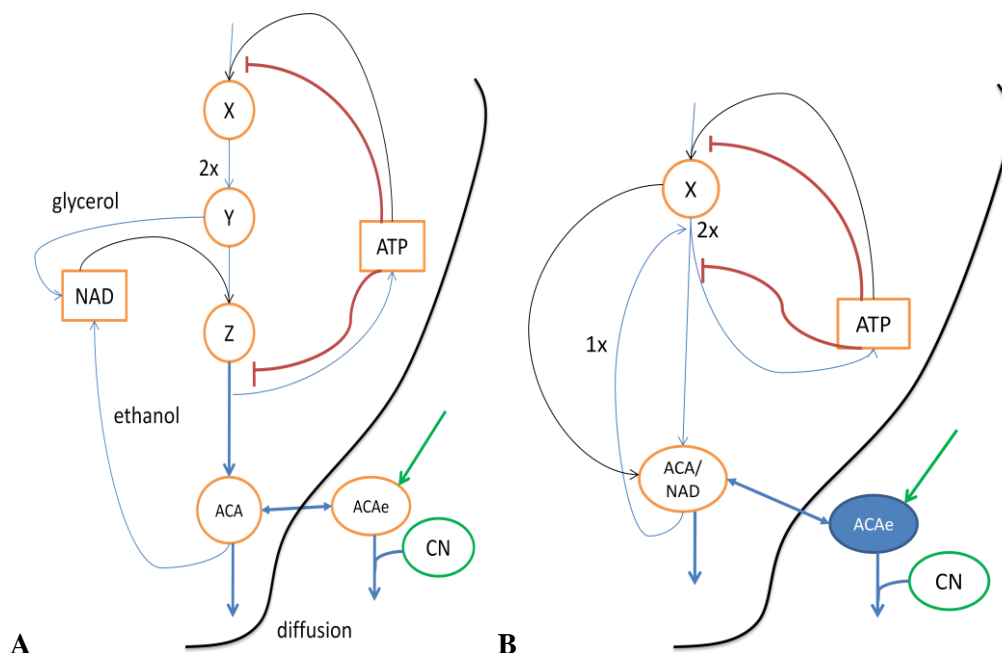 X
2x
glycerol
Y
ATP
NAD
Z
ethanol
ACA
ACAe
CN
diffusion
A
X
2x
ATP
1x
ACA/
NAD
ACAe
CN
B